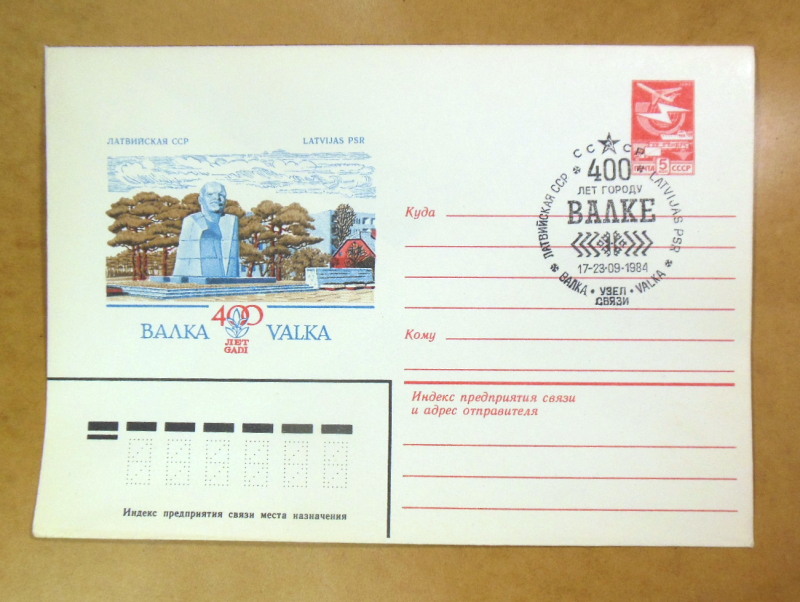 ЛАТВИЙСКАЯ ССР LATVIJAS PSR
ВАЛКА 400 VALKA
ЛЕТ
GADI
ПОЧТА 5 СССР
СССР
ЛАТВИЙСКАЯ ССР * LATVIJAS PSR
400
ЛЕТ ГОРОДУ
ВАЛКЕ
17-23-09-1984
ВАЛКА • УЗЕЛ СВЯЗИ • VALKA
Куда
Кому
Индекс предприятия связи
и адрес отправителя
Индекс предприятия связи места назначения